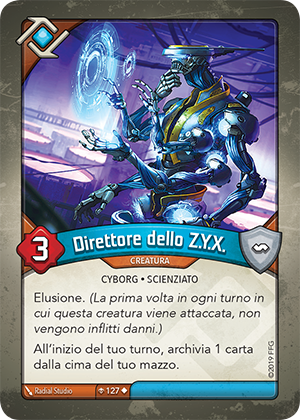 Direttore dello Z.Y.X.
3
CREATURA
CYBORG • SCIENZIATO
Elusione. (La prima volta in ogni turno in
cui questa creatura viene attaccata, non
vengono inflitti danni.)
All'inizio del tuo turno, archivia 1 carta
dalla cima del tuo mazzo.
©2019 FFG
Radial Studio
127